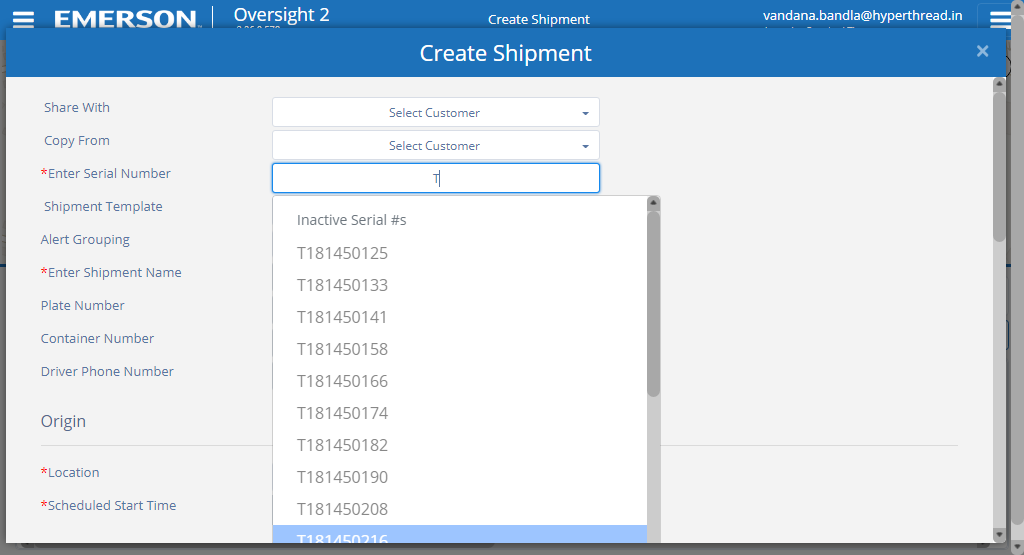 EMERSON
Oversight 2
Create Shipment
vandana.bandla@hyperthread.in
Create Shipment
×
Share With
Select Customer
Copy From
Select Customer
*Enter Serial Number
T
Shipment Template
Inactive Serial #s
Alert Grouping
T181450125
*Enter Shipment Name
T181450133
Plate Number
T181450141
Container Number
T181450158
Driver Phone Number
T181450166
T181450174
Origin
T181450182
*Location
T181450190
*Scheduled Start Time
T181450208
T181450216